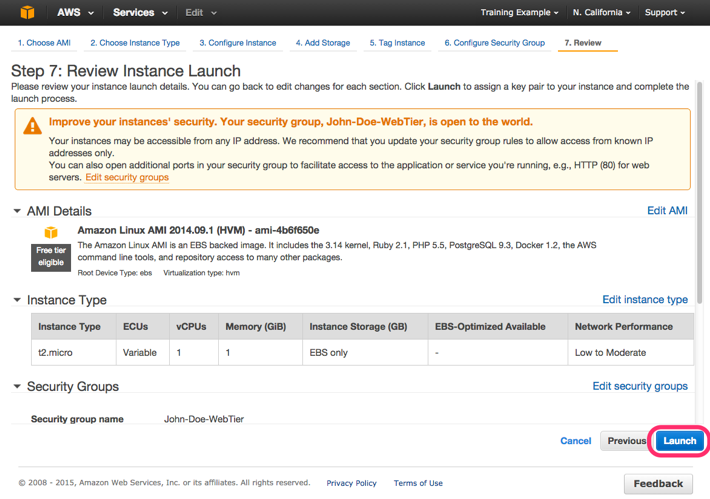 AWS Services Edit Training Example N. California Support
1. Choose AMI 2. Choose Instance Type 3. Configure Instance 4. Add Storage 5. Tag Instance 6. Configure Security Group 7. Review
Step 7: Review Instance Launch
Please review your instance launch details. You can go back to edit changes for each section. Click Launch to assign a key pair to your instance and complete the
launch process.
Improve your instances' security. Your security group, John-Doe-WebTier, is open to the world.
Your instances may be accessible from any IP address. We recommend that you update your security group rules to allow access from known IP
addresses only.
You can also open additional ports in your security group to facilitate access to the application or service you're running, e.g., HTTP (80) for web
servers. Edit security groups
AMI Details Edit AMI
Amazon Linux AMI 2014.09.1 (HVM) - ami-4b6f650e
Free tier
eligible
The Amazon Linux AMI is an EBS backed image. It includes the 3.14 kernel, Ruby 2.1, PHP 5.5, PostgreSQL 9.3, Docker 1.2, the AWS
command line tools, and repository access to many other packages.
Root Device Type: ebs Virtualization type: hvm
Instance Type Edit instance type
Instance Type ECUs vCPUs Memory (GiB) Instance Storage (GB) EBS-Optimized Available Network Performance
t2.micro Variable 1 1 EBS only - Low to Moderate
Security Groups Edit security groups
Security group name John-Doe-WebTier
Cancel Previous Launch
© 2008 - 2015, Amazon Web Services, Inc. or its affiliates. All rights reserved. Privacy Policy Terms of Use Feedback